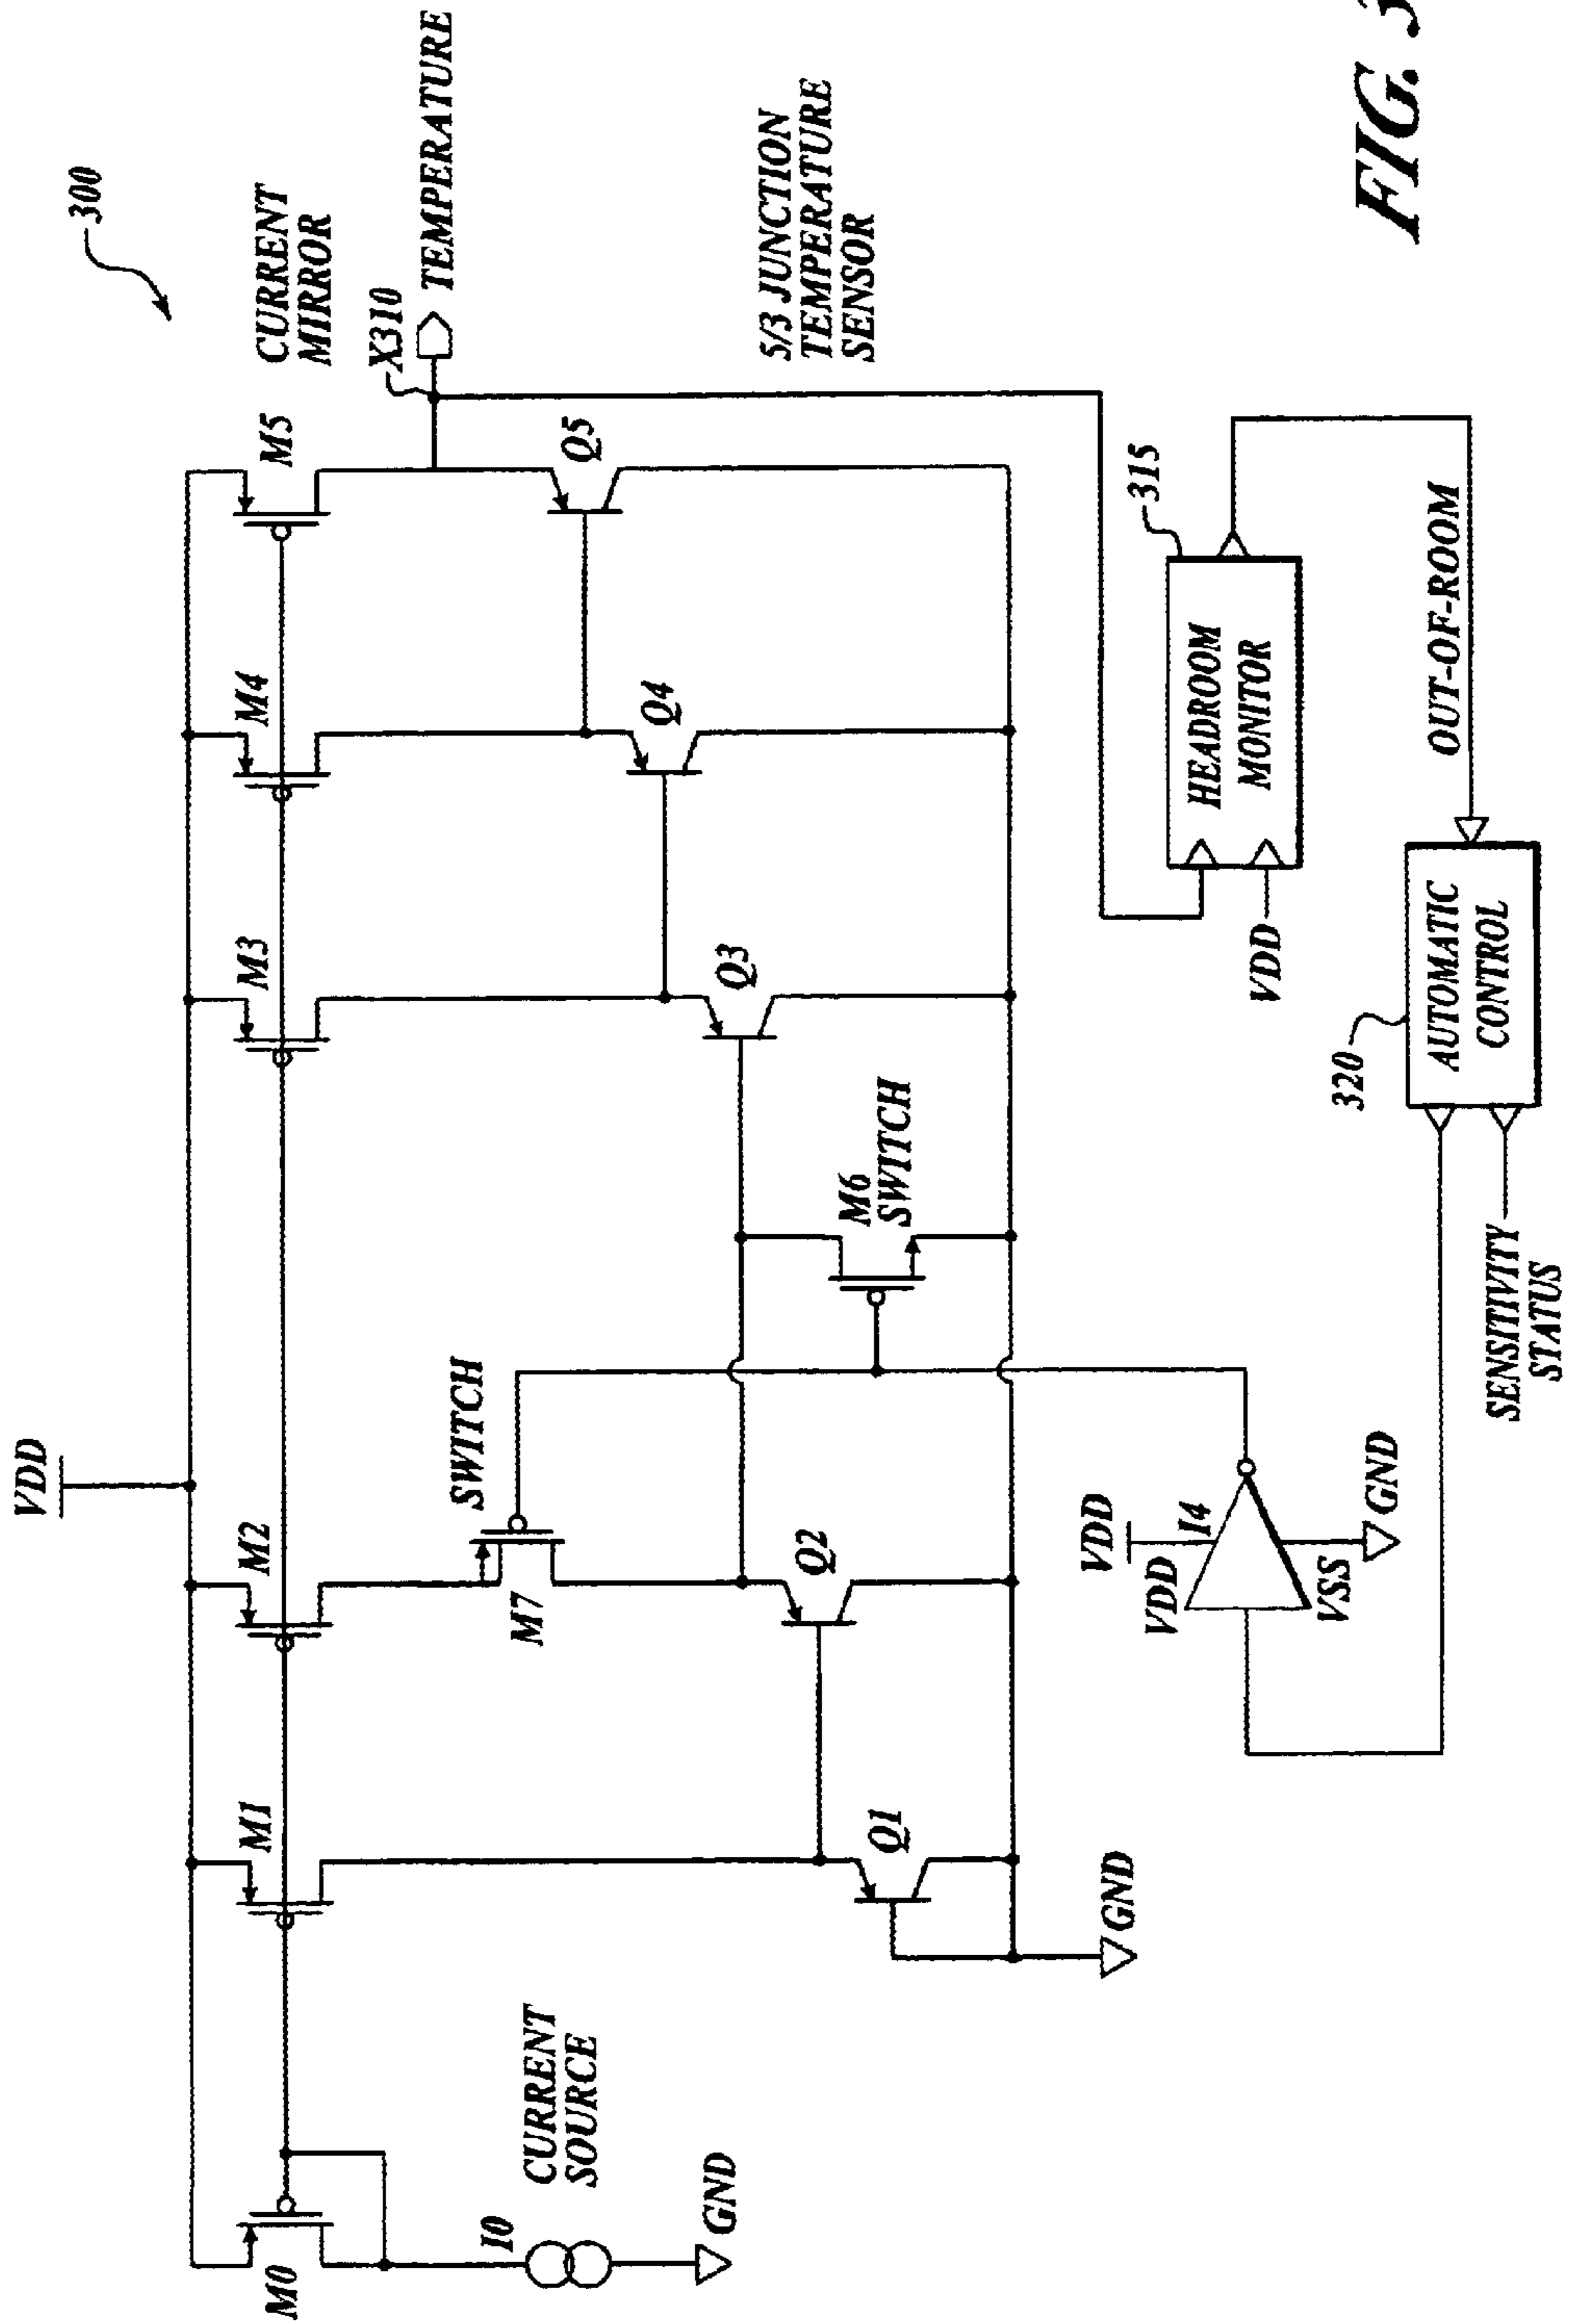 300
VDD
CURRENT
MIRROR
M0
M1
M2
M3
M4
M5
X310
TEMPERATURE
SWITCH
M7
I0
CURRENT
SOURCE
GND
Q1
Q2
Q3
Q4
Q5
M6
SWITCH
5/3 JUNCTION
TEMPERATURE
SENSOR
GND
VDD
VDD
I4
VSS
GND
HEADROOM
MONITOR
315
VDD
OUT-OF-ROOM
320
AUTOMATIC
CONTROL
SENSITIVITY
STATUS
FIG. 3